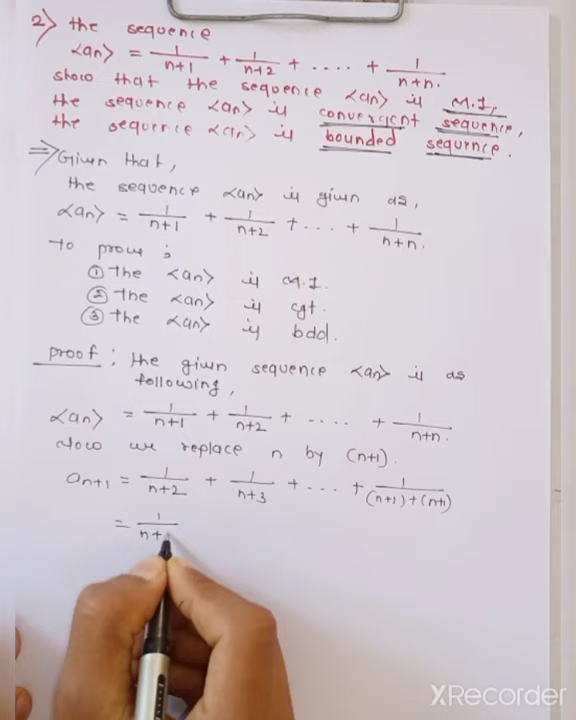 2) the sequence
<an> = 1/n+1 + 1/n+2 + .... + 1/n+n.
show that the sequence <an> is M.I,
the sequence <an> is convergent sequence,
the sequence <an> is bounded sequence.
⇒ Given that,
the sequence <an> is given as,
<an> = 1/n+1 + 1/n+2 + ... + 1/n+n.
To prove :
① The <an> is M.I.
② The <an> is cgt.
③ The <an> is bdd.
proof : the given sequence <an> is as
following,
<an> = 1/n+1 + 1/n+2 + .... + 1/n+n.
Now we replace n by (n+1).
an+1 = 1/n+2 + 1/n+3 + ... + 1/(n+1)+(n+1)
= 1/n+
XRecorder